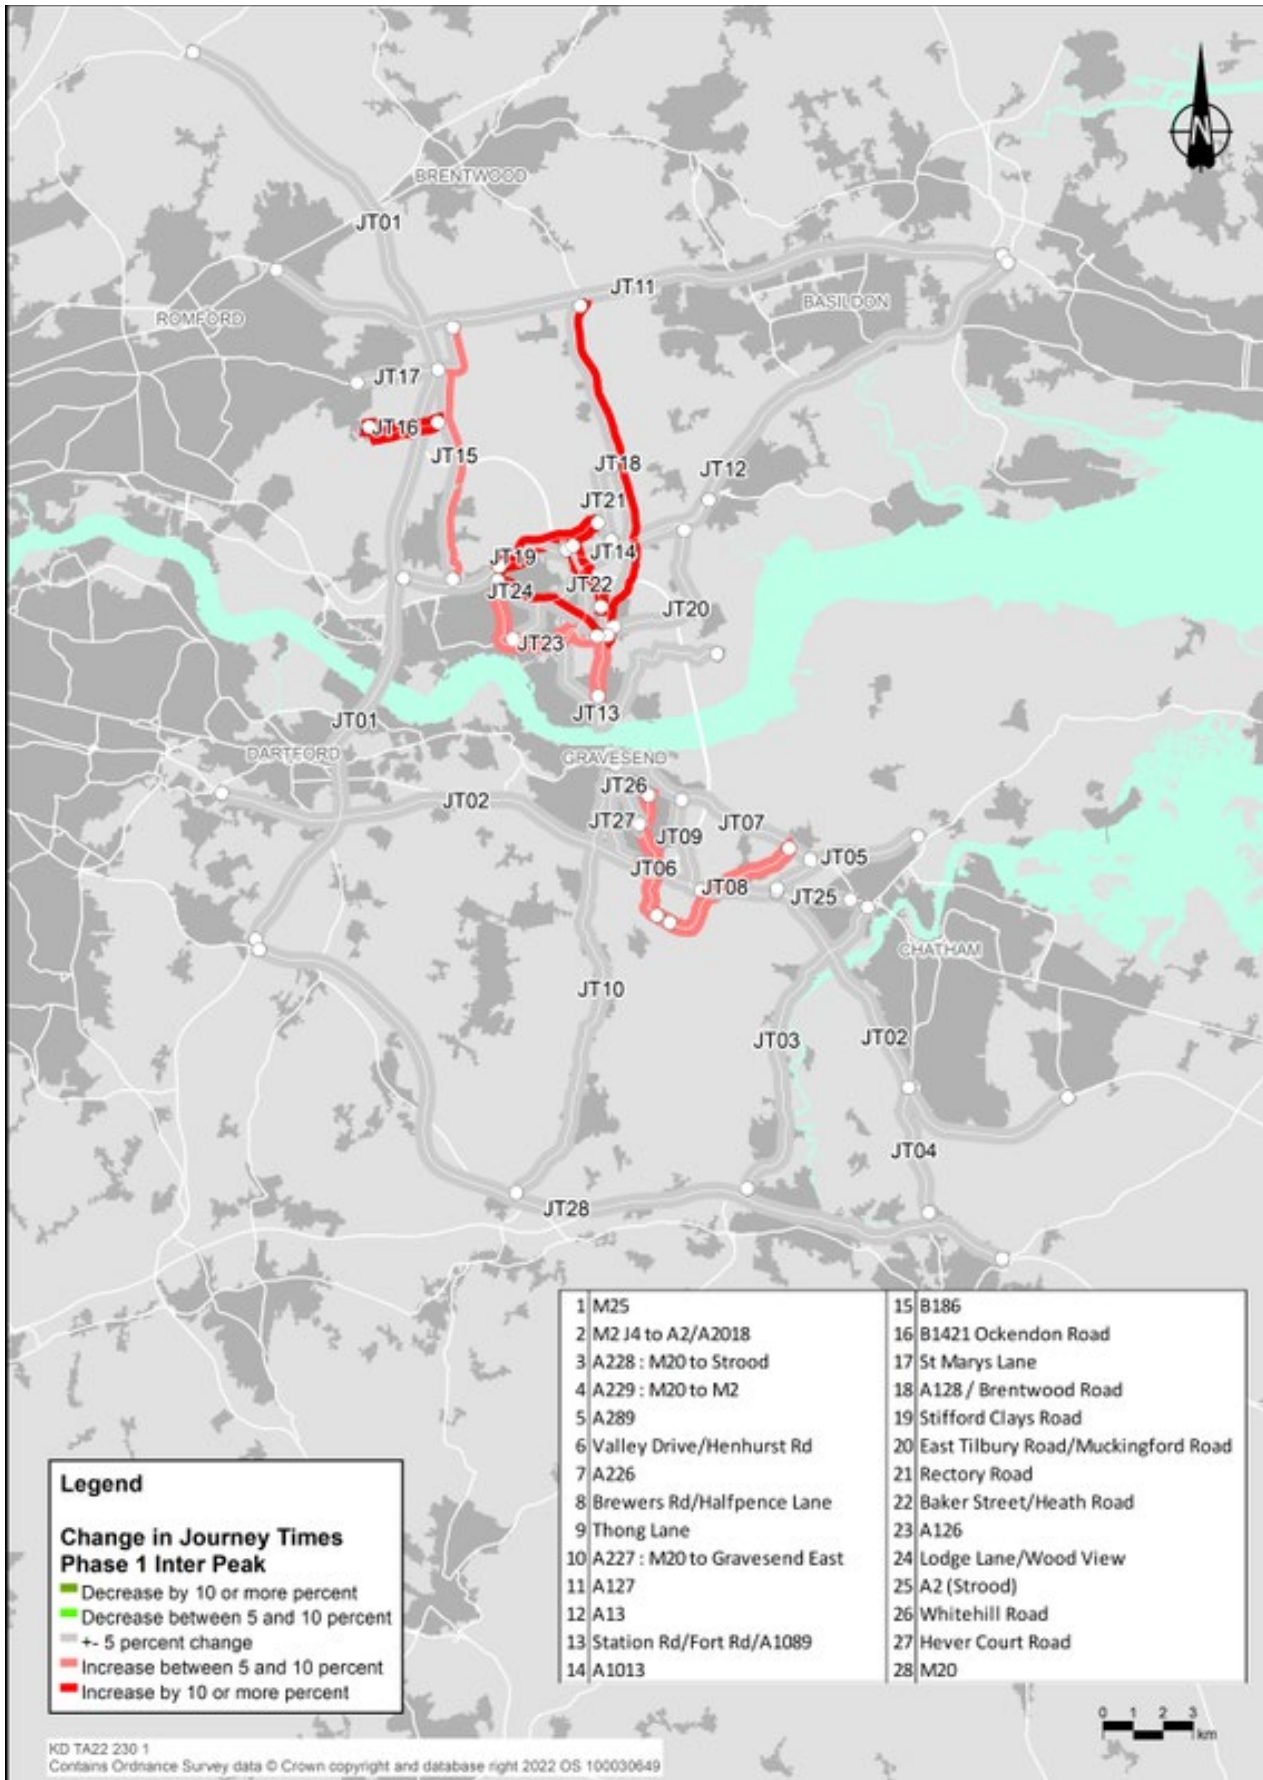 N
BRENTWOOD
JT01
JT11
ROMFORD
BASILDON
JT17
JT16
JT15
JT18
JT12
JT21
JT19
JT14
JT24
JT22
JT20
JT23
JT13
JT01
DARTFORD
GRAVESEND
JT26
JT02
JT27
JT09
JT07
JT06
JT05
JT08
JT25
CHATHAM
JT10
JT03
JT02
JT04
JT28
1 M25
2 M2 J4 to A2/A2018
3 A228 : M20 to Strood
4 A229 : M20 to M2
5 A289
6 Valley Drive/Henhurst Rd
7 A226
8 Brewers Rd/Halfpence Lane
9 Thong Lane
10 A227 : M20 to Gravesend East
11 A127
12 A13
13 Station Rd/Fort Rd/A1089
14 A1013
15 B186
16 B1421 Ockendon Road
17 St Marys Lane
18 A128 / Brentwood Road
19 Stifford Clays Road
20 East Tilbury Road/Muckingford Road
21 Rectory Road
22 Baker Street/Heath Road
23 A126
24 Lodge Lane/Wood View
25 A2 (Strood)
26 Whitehill Road
27 Hever Court Road
28 M20
Legend
Change in Journey Times
Phase 1 Inter Peak
Decrease by 10 or more percent
Decrease between 5 and 10 percent
+- 5 percent change
Increase between 5 and 10 percent
Increase by 10 or more percent
0 1 2 3
km
KD TA22 230 1
Contains Ordnance Survey data © Crown copyright and database right 2022 OS 100030649